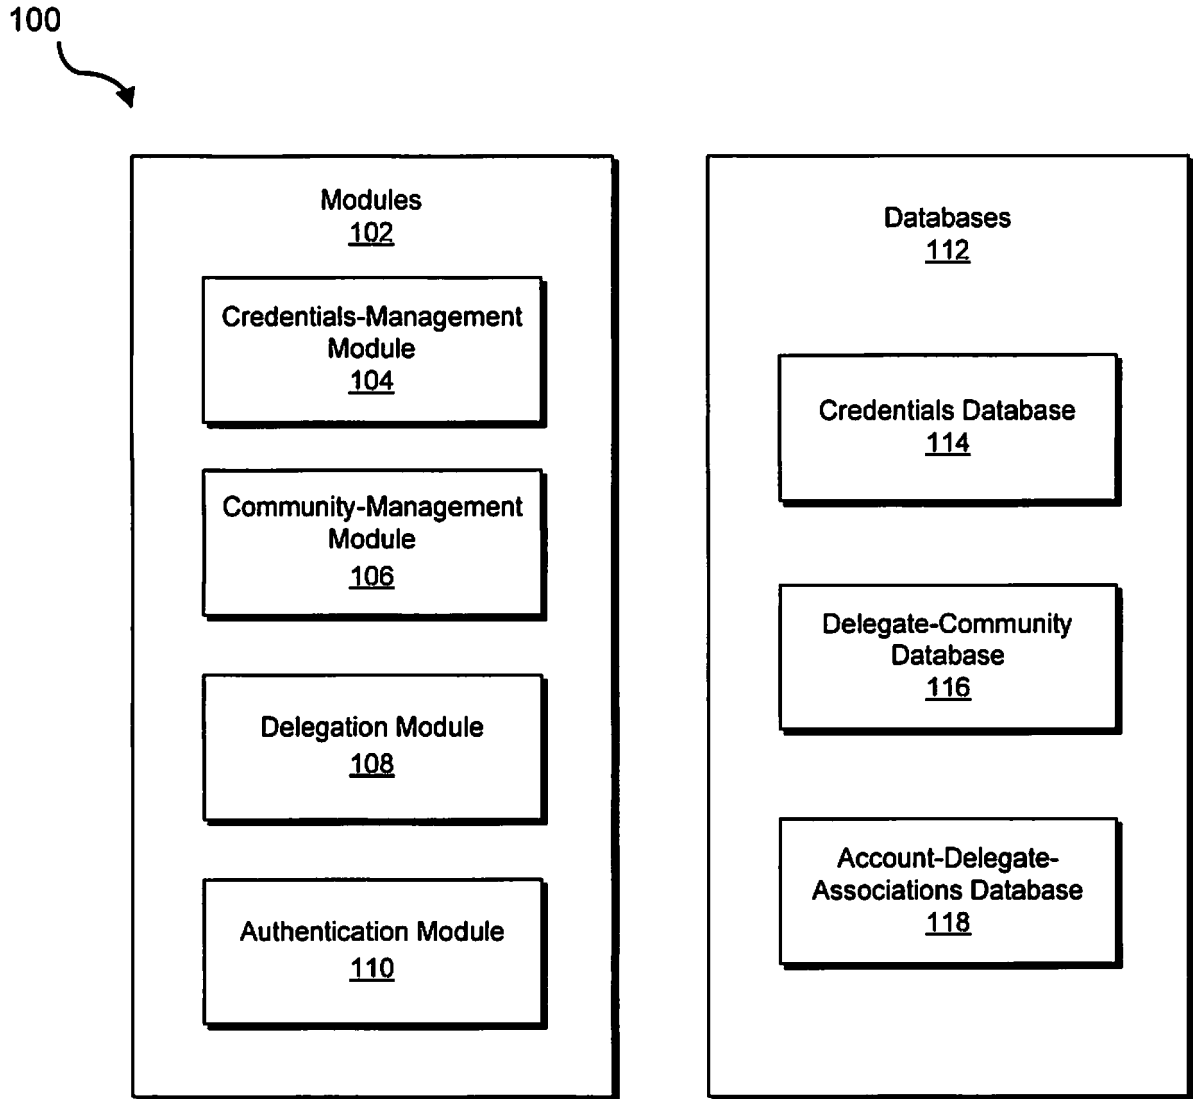 100
Modules
102
Credentials-Management
Module
104
Community-Management
Module
106
Delegation Module
108
Authentication Module
110
Databases
112
Credentials Database
114
Delegate-Community
Database
116
Account-Delegate-
Associations Database
118